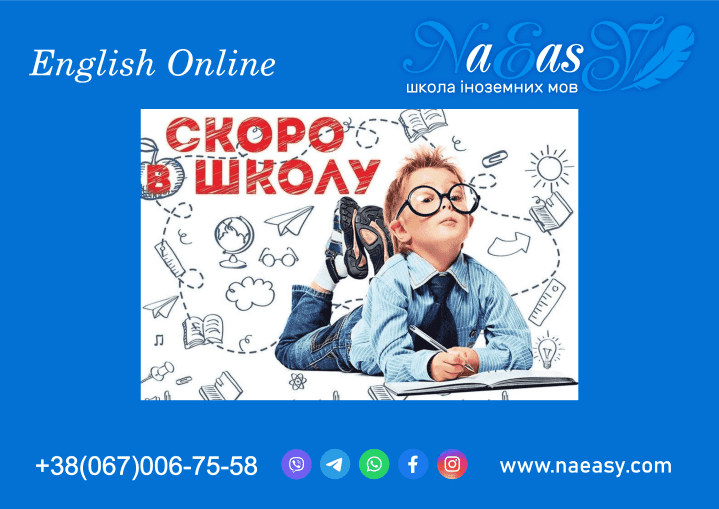 English Online
NaEasY
школа іноземних мов
СКОРО
В ШКОЛУ
+38(067)006-75-58
www.naeasy.com